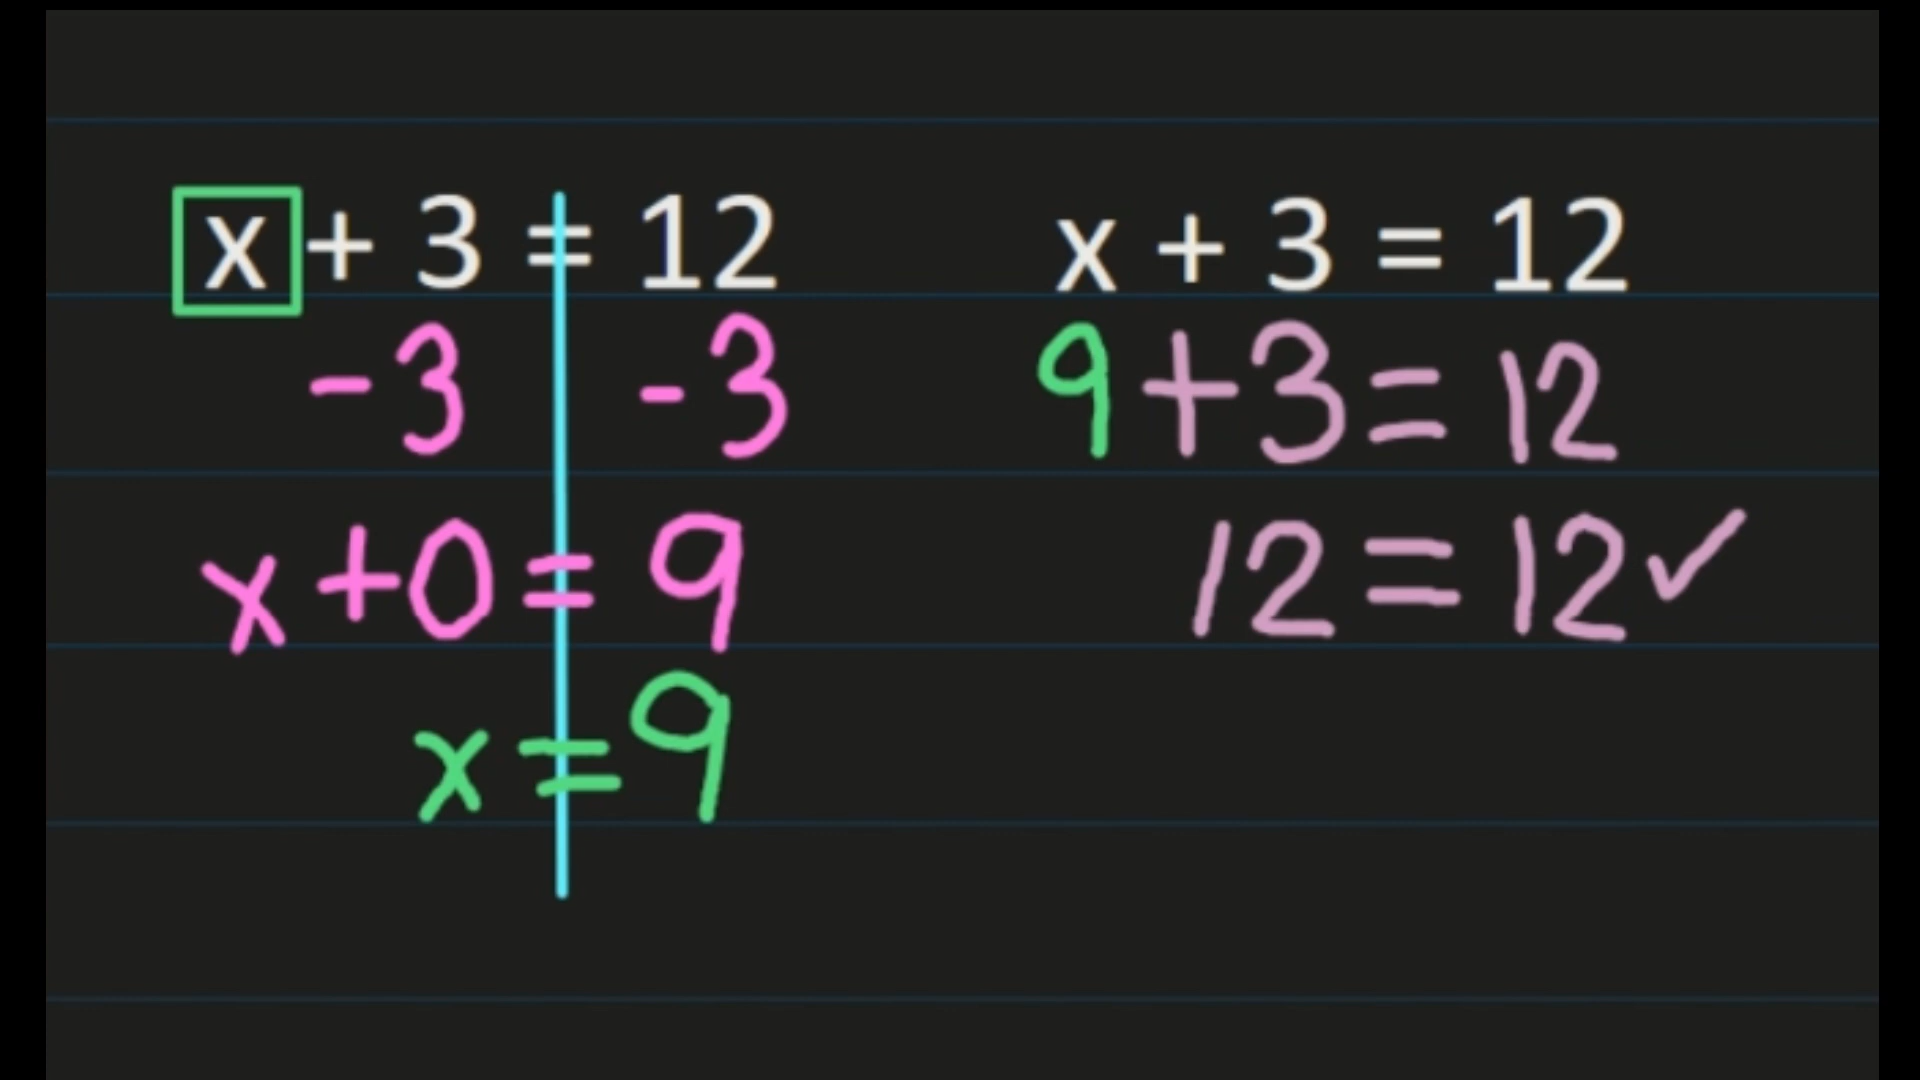 x + 3 = 12
-3 -3
x + 0 = 9
x = 9
x + 3 = 12
9 + 3 = 12
12 = 12 ✓